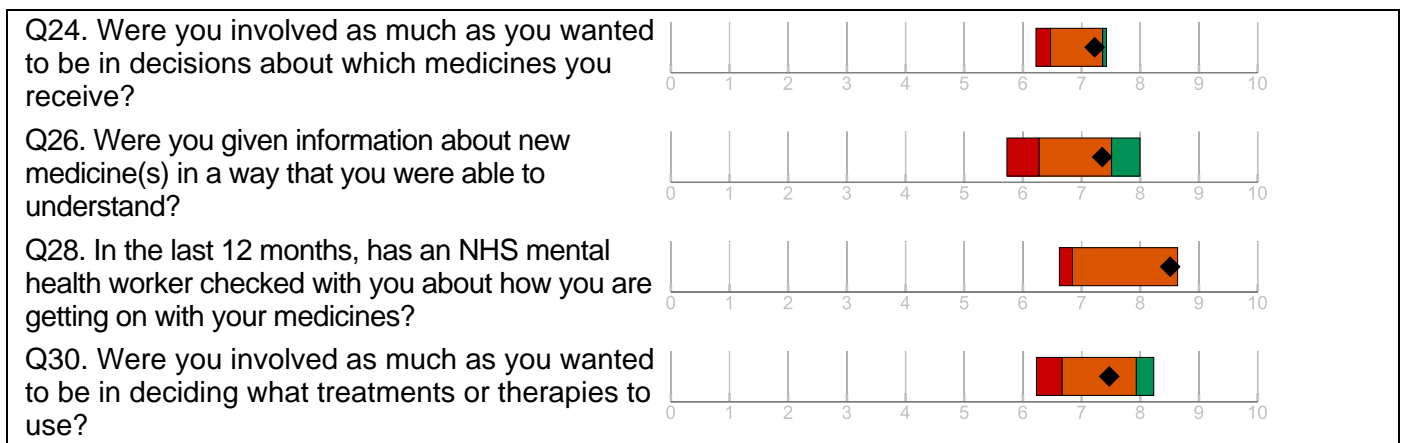 Q24. Were you involved as much as you wanted
to be in decisions about which medicines you
receive?
0 1 2 3 4 5 6 7 8 9 10
Q26. Were you given information about new
medicine(s) in a way that you were able to
understand?
0 1 2 3 4 5 6 7 8 9 10
Q28. In the last 12 months, has an NHS mental
health worker checked with you about how you are
getting on with your medicines?
0 1 2 3 4 5 6 7 8 9 10
Q30. Were you involved as much as you wanted
to be in deciding what treatments or therapies to
use?
0 1 2 3 4 5 6 7 8 9 10